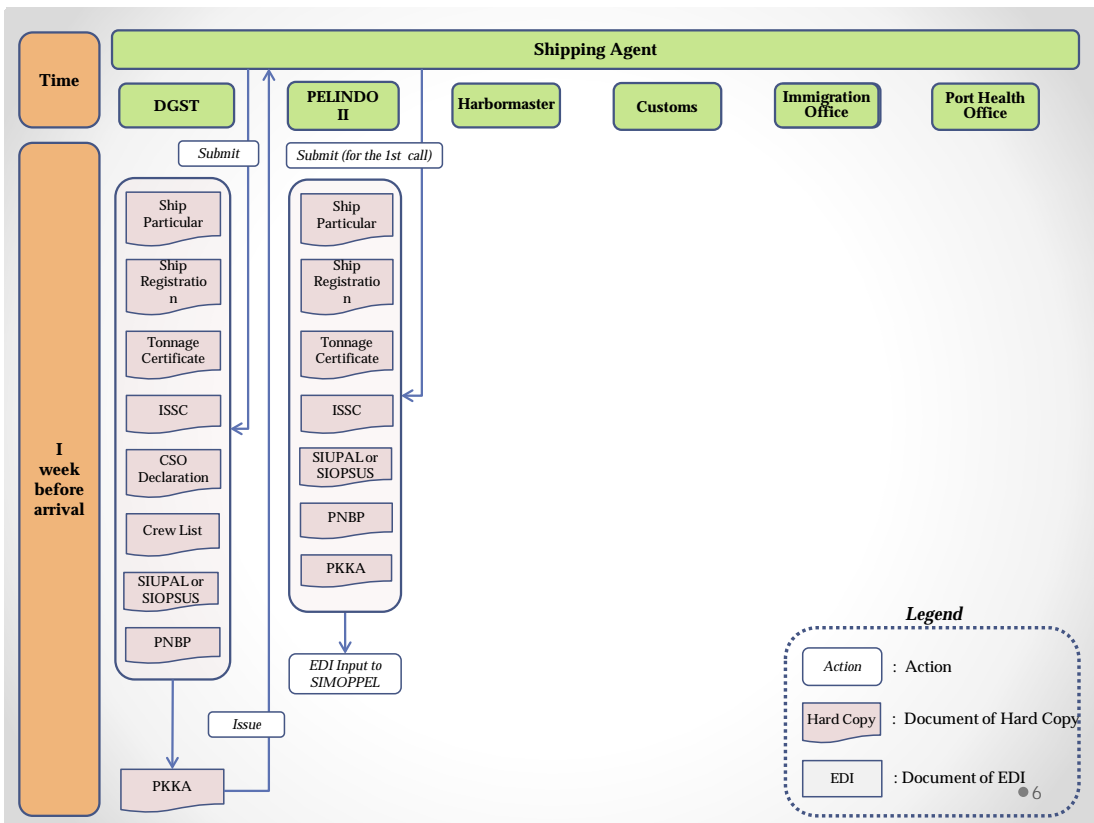 Time
Shipping Agent
DGST
PELINDO
II
Harbormaster
Customs
Immigration
Office
Port Health
Office
Submit
Submit (for the 1st call)
I
week
before
arrival
Ship
Particular
Ship
Registratio
n
Tonnage
Certificate
ISSC
CSO
Declaration
Crew List
SIUPAL or
SIOPSUS
PNBP
Issue
PKKA
Ship
Particular
Ship
Registratio
n
Tonnage
Certificate
ISSC
SIUPAL or
SIOPSUS
PNBP
PKKA
EDI Input to
SIMOPPEL
Legend
Action : Action
Hard Copy : Document of Hard Copy
EDI : Document of EDI
6